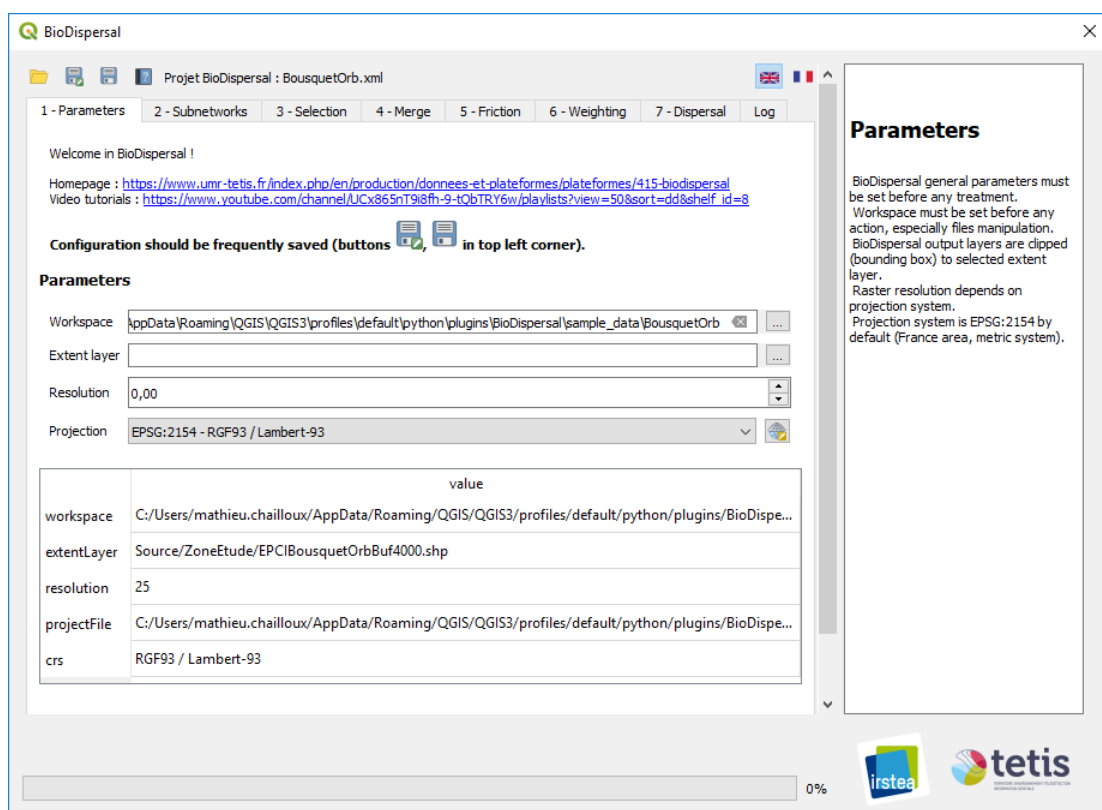 BioDispersal
Projet BioDispersal : BousquetOrb.xml
1 - Parameters 2 - Subnetworks 3 - Selection 4 - Merge 5 - Friction 6 - Weighting 7 - Dispersal Log
Welcome in BioDispersal !
Homepage : https://www.umr-tetis.fr/index.php/en/production/donnees-et-plateformes/plateformes/415-biodispersal
Video tutorials : https://www.youtube.com/channel/UCx865nT9i8fh-9-tQbTRY6w/playlists?view=50&sort=dd&shelf_id=8
Configuration should be frequently saved (buttons , in top left corner).
Parameters
Workspace AppData\Roaming\QGIS\QGIS3\profiles\default\python\plugins\BioDispersal\sample_data\BousquetOrb ...
Extent layer ...
Resolution 0,00
Projection EPSG:2154 - RGF93 / Lambert-93
value
workspace C:/Users/mathieu.chailloux/AppData/Roaming/QGIS/QGIS3/profiles/default/python/plugins/BioDispe...
extentLayer Source/ZoneEtude/EPCIBousquetOrbBuf4000.shp
resolution 25
projectFile C:/Users/mathieu.chailloux/AppData/Roaming/QGIS/QGIS3/profiles/default/python/plugins/BioDispe...
crs RGF93 / Lambert-93
Parameters
BioDispersal general parameters must
be set before any treatment.
Workspace must be set before any
action, especially files manipulation.
BioDispersal output layers are clipped
(bounding box) to selected extent
layer.
Raster resolution depends on
projection system.
Projection system is EPSG:2154 by
default (France area, metric system).
0%
irstea
tetis